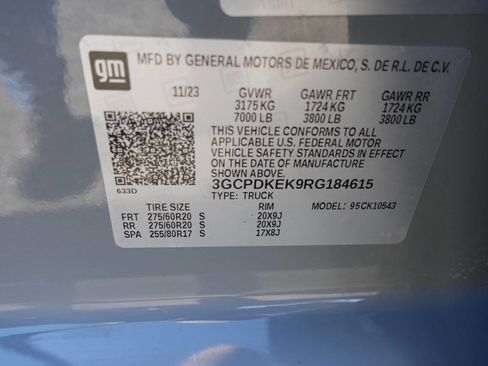 gm
MFD BY GENERAL MOTORS DE MEXICO, S. DE R.L. DE C.V.
11/23 GVWR GAWR FRT GAWR RR
3175 KG 1724 KG 1724 KG
7000 LB 3800 LB 3800 LB
THIS VEHICLE CONFORMS TO ALL
APPLICABLE U.S. FEDERAL MOTOR
VEHICLE SAFETY STANDARDS IN EFFECT
ON THE DATE OF MANUFACTURE
SHOWN ABOVE.
633D
3GCPDKEK9RG184615
TYPE: TRUCK MODEL: 95CK10543
TIRE SIZE RIM
FRT 275/60R20 S 20X9J
RR 275/60R20 S 20X9J
SPA 255/80R17 S 17X8J